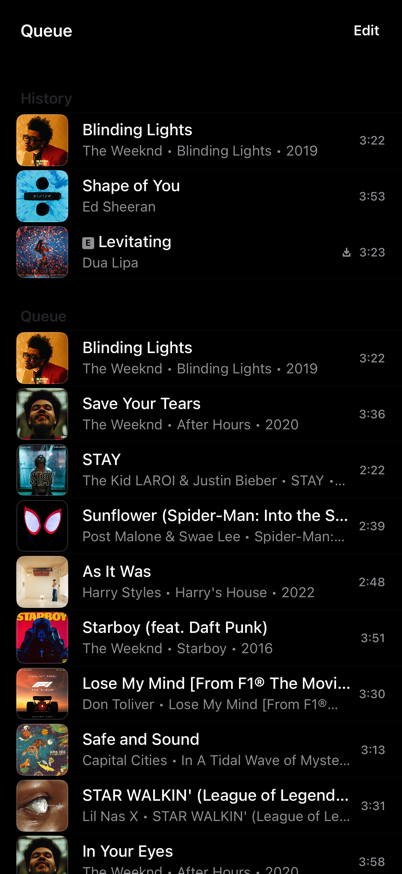 Queue
Edit
History
Blinding Lights
The Weeknd • Blinding Lights • 2019
3:22
Shape of You
Ed Sheeran
3:53
E Levitating
Dua Lipa
3:23
Queue
Blinding Lights
The Weeknd • Blinding Lights • 2019
3:22
Save Your Tears
The Weeknd • After Hours • 2020
3:36
STAY
The Kid LAROI & Justin Bieber • STAY •...
2:22
Sunflower (Spider-Man: Into the S...
Post Malone & Swae Lee • Spider-Man:...
2:39
As It Was
Harry Styles • Harry's House • 2022
2:48
STARBOY
Starboy (feat. Daft Punk)
The Weeknd • Starboy • 2016
3:51
Lose My Mind [From F1® The Movi...
Don Toliver • Lose My Mind [From F1®...
3:30
Safe and Sound
Capital Cities • In A Tidal Wave of Myste...
3:13
STAR WALKIN' (League of Legend...
Lil Nas X • STAR WALKIN' (League of Le...
3:31
In Your Eyes
The Weeknd • After Hours • 2020
3:58